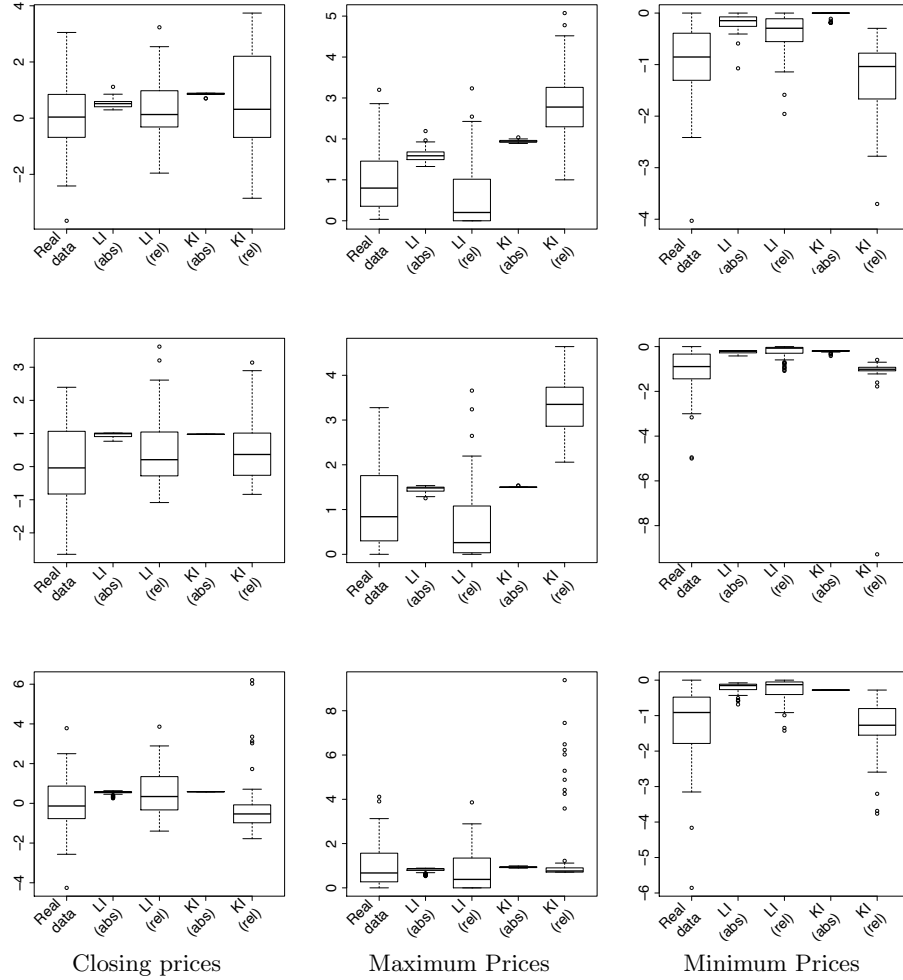 4
2
0
−2
Real
data
LI
(abs)
LI
(rel)
KI
(abs)
KI
(rel)
5
4
3
2
1
0
Real
data
LI
(abs)
LI
(rel)
KI
(abs)
KI
(rel)
0
−1
−2
−3
−4
Real
data
LI
(abs)
LI
(rel)
KI
(abs)
KI
(rel)
3
2
1
0
−1
−2
Real
data
LI
(abs)
LI
(rel)
KI
(abs)
KI
(rel)
4
3
2
1
0
Real
data
LI
(abs)
LI
(rel)
KI
(abs)
KI
(rel)
0
−2
−4
−6
−8
Real
data
LI
(abs)
LI
(rel)
KI
(abs)
KI
(rel)
6
4
2
0
−2
−4
Real
data
LI
(abs)
LI
(rel)
KI
(abs)
KI
(rel)
8
6
4
2
0
Real
data
LI
(abs)
LI
(rel)
KI
(abs)
KI
(rel)
0
−1
−2
−3
−4
−5
−6
Real
data
LI
(abs)
LI
(rel)
KI
(abs)
KI
(rel)
Closing prices
Maximum Prices
Minimum Prices